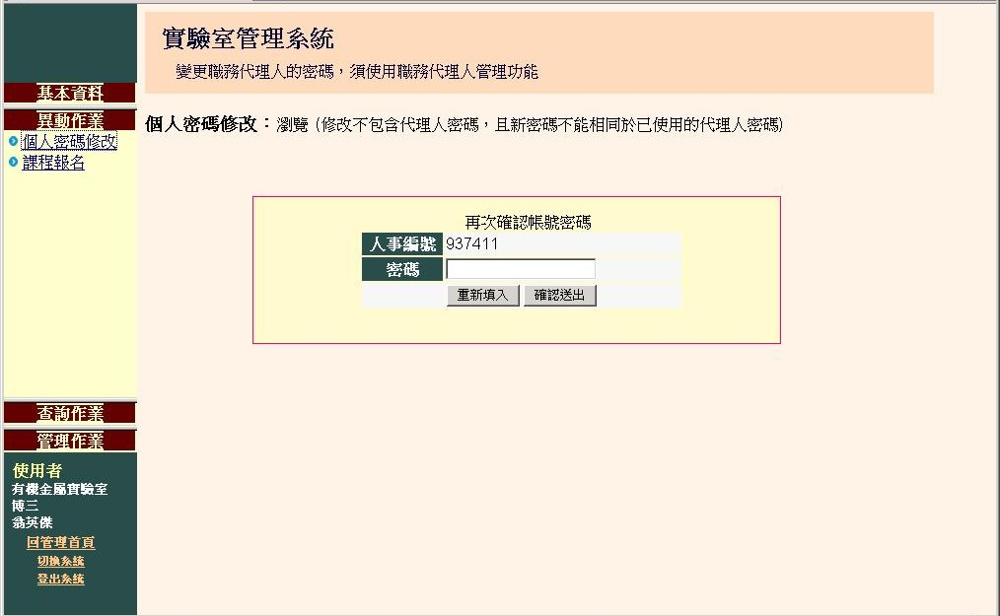 實驗室管理系統
變更職務代理人的密碼，須使用職務代理人管理功能
基本資料
異動作業
個人密碼修改
課程報名
個人密碼修改：瀏覽 (修改不包含代理人密碼，且新密碼不能相同於已使用的代理人密碼)
再次確認帳號密碼
人事編號 937411
密碼
重新填入 確認送出
查詢作業
管理作業
使用者
有機金屬實驗室
博三
翁英傑
回管理首頁
切換系統
登出系統